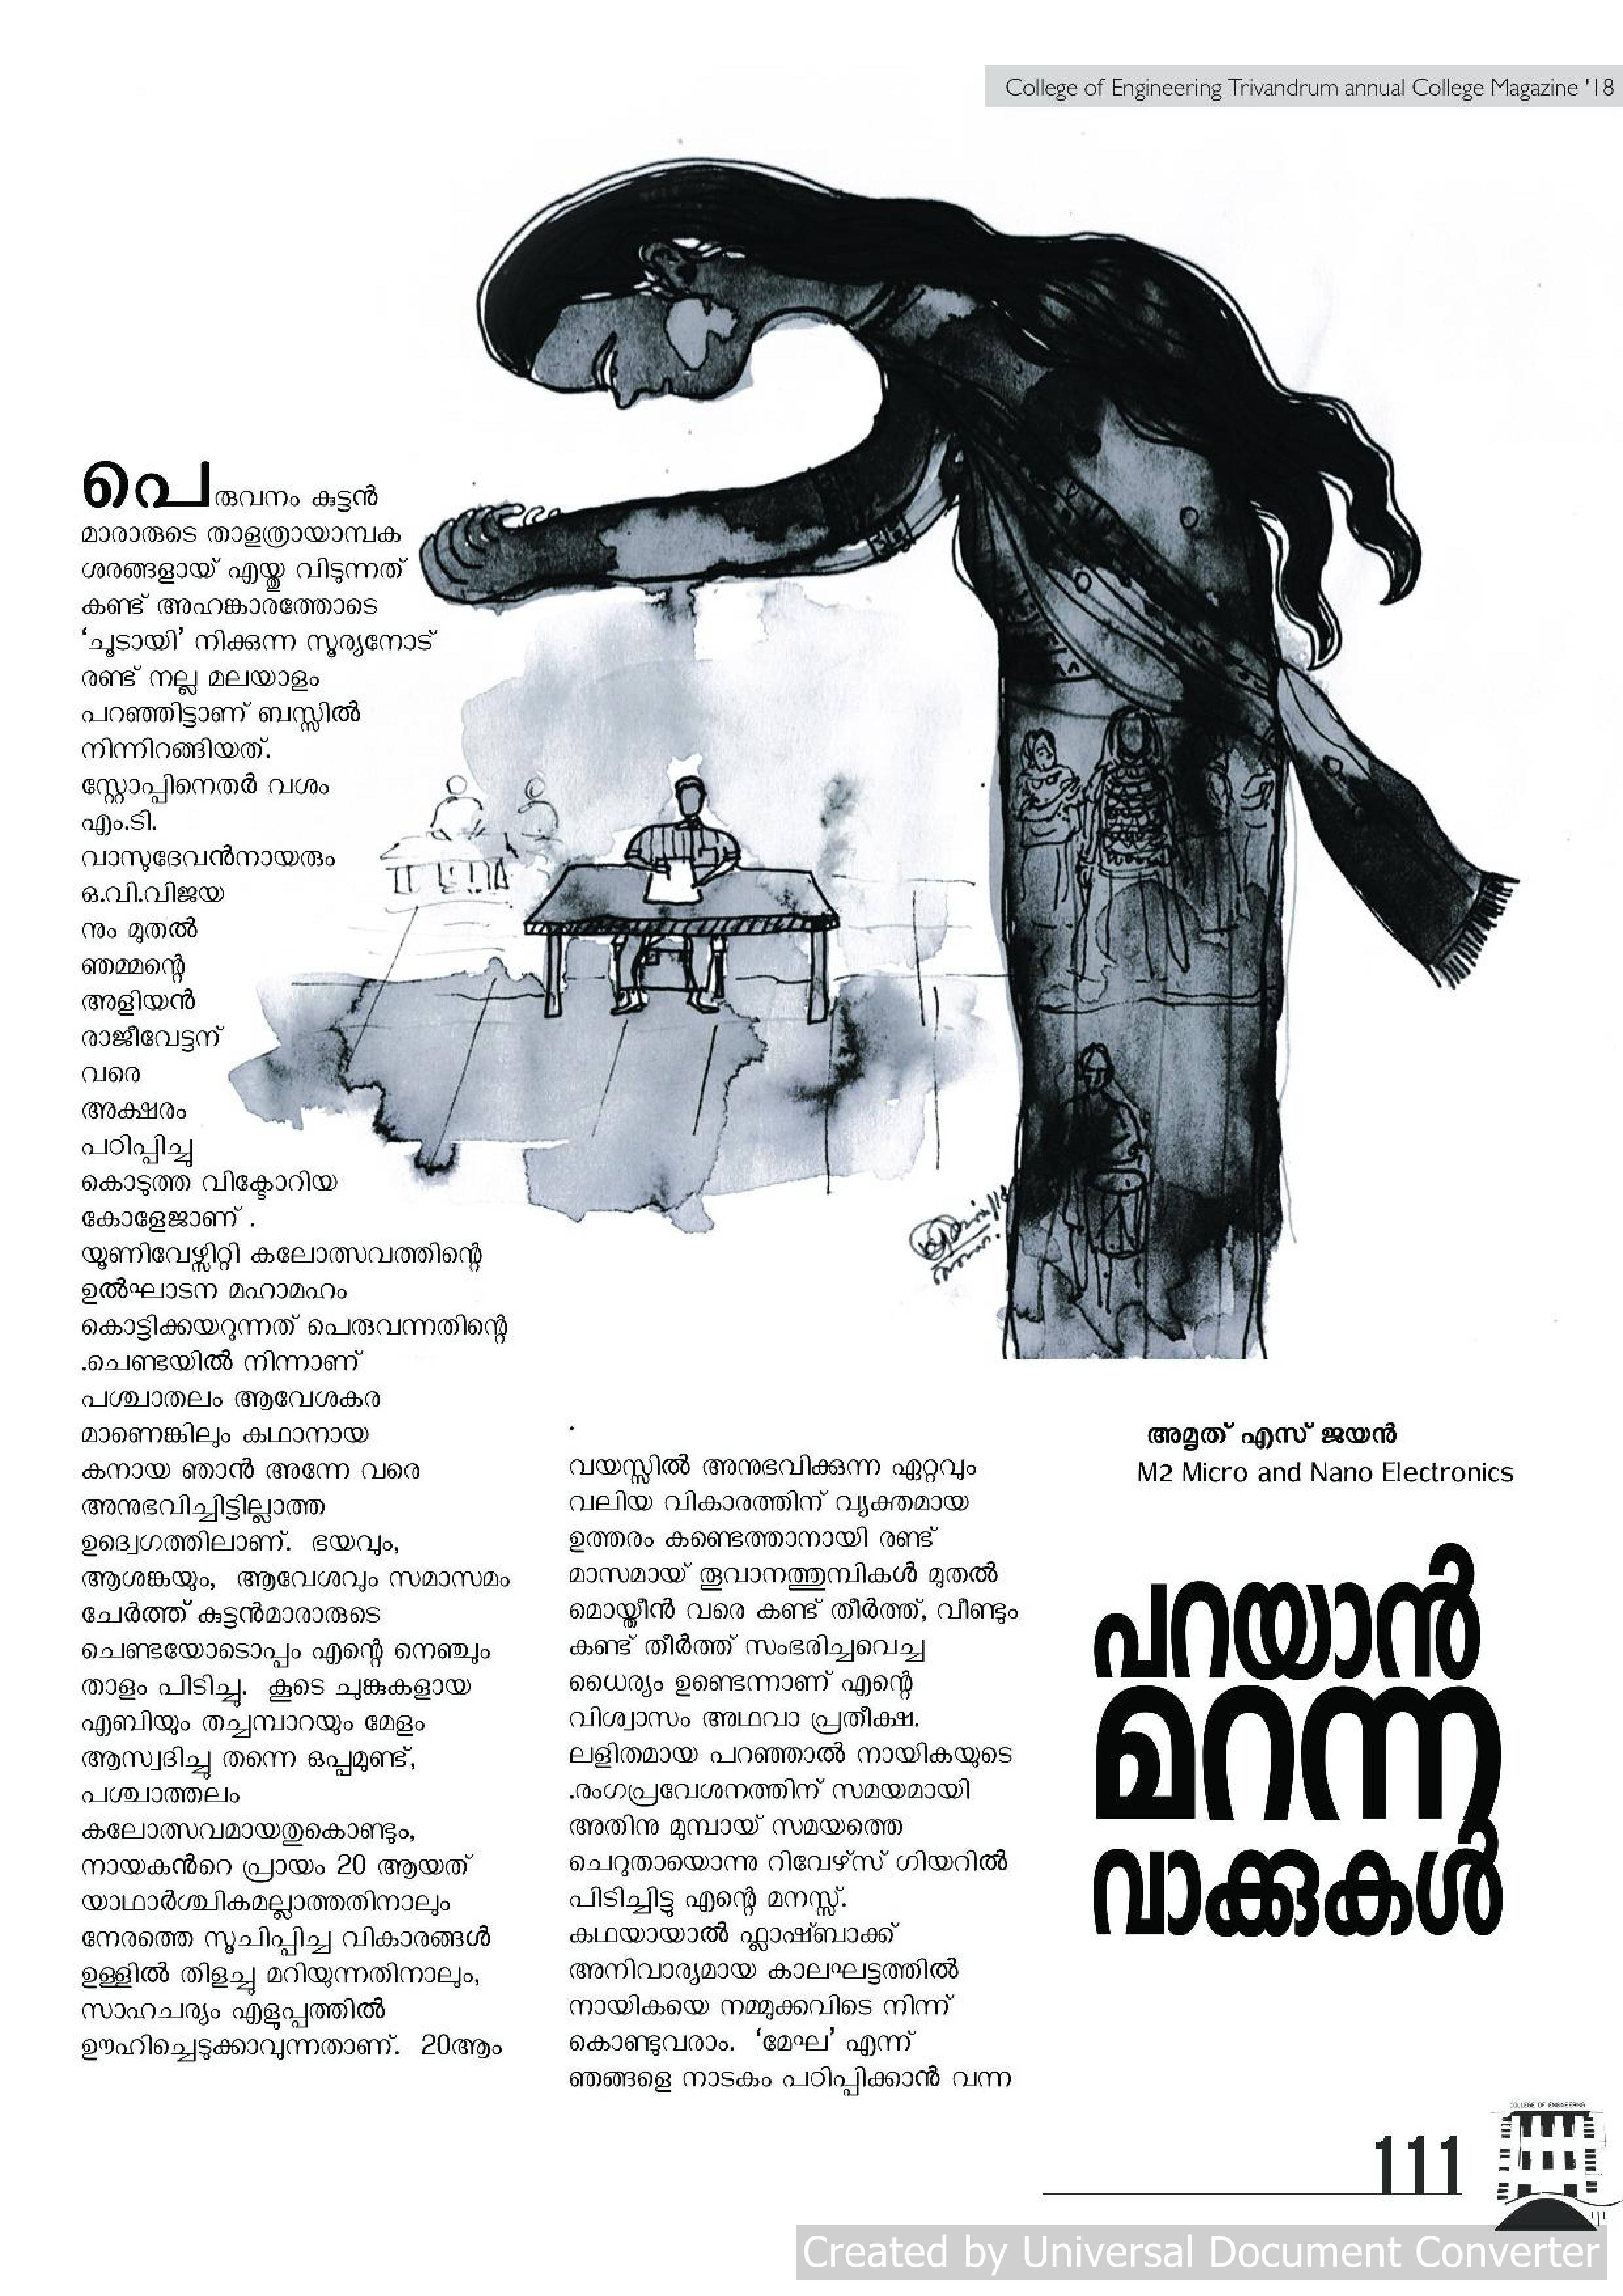 College of Engineering Trivandrum annual College Magazine '18
പെരുവനം കുട്ടൻ
മാരാരുടെ താളത്രായാമ്പക
ശരങ്ങളായ് എയ്തു വിടുന്നത്
കണ്ട് അഹങ്കാരത്തോടെ
‘ചൂടായി’ നിക്കുന്ന സൂര്യനോട്
രണ്ട് നല്ല മലയാളം
പറഞ്ഞിട്ടാണ് ബസ്സിൽ
നിന്നിറങ്ങിയത്.
സ്റ്റോപ്പിനെതർ വശം
എം.ടി.
വാസുദേവൻനായരും
ഒ.വി.വിജയ
നും മുതൽ
ഞമ്മന്റെ
അളിയൻ
രാജീവേട്ടന്
വരെ
അക്ഷരം
പഠിപ്പിച്ചു
കൊടുത്ത വിക്ടോറിയ
കോളേജാണ് .
യൂണിവേഴ്സിറ്റി കലോത്സവത്തിന്റെ
ഉൽഘാടന മഹാമഹം
കൊട്ടിക്കയറുന്നത് പെരുവന്നതിന്റെ
.ചെണ്ടയിൽ നിന്നാണ്
പശ്ചാതലം ആവേശകര
മാണെങ്കിലും കഥാനായ
കനായ ഞാൻ അന്നേ വരെ
അനുഭവിച്ചിട്ടില്ലാത്ത
ഉദ്വെഗത്തിലാണ്. ഭയവും,
ആശങ്കയും, ആവേശവും സമാസമം
ചേർത്ത് കുട്ടൻമാരാരുടെ
ചെണ്ടയോടൊപ്പം എന്റെ നെഞ്ചും
താളം പിടിച്ചു. കൂടെ ചുങ്കുകളായ
എബിയും തച്ചമ്പാറയും മേളം
ആസ്വദിച്ചു തന്നെ ഒപ്പമുണ്ട്,
പശ്ചാത്തലം
കലോത്സവമായതുകൊണ്ടും,
നായകൻറെ പ്രായം 20 ആയത്
യാഥാർശ്ചികമല്ലാത്തതിനാലും
നേരത്തെ സൂചിപ്പിച്ച വികാരങ്ങൾ
ഉള്ളിൽ തിളച്ചു മറിയുന്നതിനാലും,
സാഹചര്യം എളുപ്പത്തിൽ
ഊഹിച്ചെടുക്കാവുന്നതാണ്. 20ആം
.
വയസ്സിൽ അനുഭവിക്കുന്ന ഏറ്റവും
വലിയ വികാരത്തിന് വ്യക്തമായ
ഉത്തരം കണ്ടെത്താനായി രണ്ട്
മാസമായ് തൂവാനത്തുമ്പികൾ മുതൽ
മൊയ്തീൻ വരെ കണ്ട് തീർത്ത്, വീണ്ടും
കണ്ട് തീർത്ത് സംഭരിച്ചവെച്ച
ധൈര്യം ഉണ്ടെന്നാണ് എന്റെ
വിശ്വാസം അഥവാ പ്രതീക്ഷ.
ലളിതമായ പറഞ്ഞാൽ നായികയുടെ
.രംഗപ്രവേശനത്തിന് സമയമായി
അതിനു മുമ്പായ് സമയത്തെ
ചെറുതായൊന്നു റിവേഴ്സ് ഗിയറിൽ
പിടിച്ചിട്ടു എന്റെ മനസ്സ്.
കഥയായാൽ ഫ്ലാഷ്ബാക്ക്
അനിവാര്യമായ കാലഘട്ടത്തിൽ
നായികയെ നമ്മുക്കവിടെ നിന്ന്
കൊണ്ടുവരാം. ‘മേഘ’ എന്ന്
ഞങ്ങളെ നാടകം പഠിപ്പിക്കാൻ വന്ന
അമൃത് എസ് ജയൻ
M2 Micro and Nano Electronics
പറയാൻ
മറന്നു
വാക്കുകൾ
COLLEGE OF ENGINEERING
111
Created by Universal Document Converter